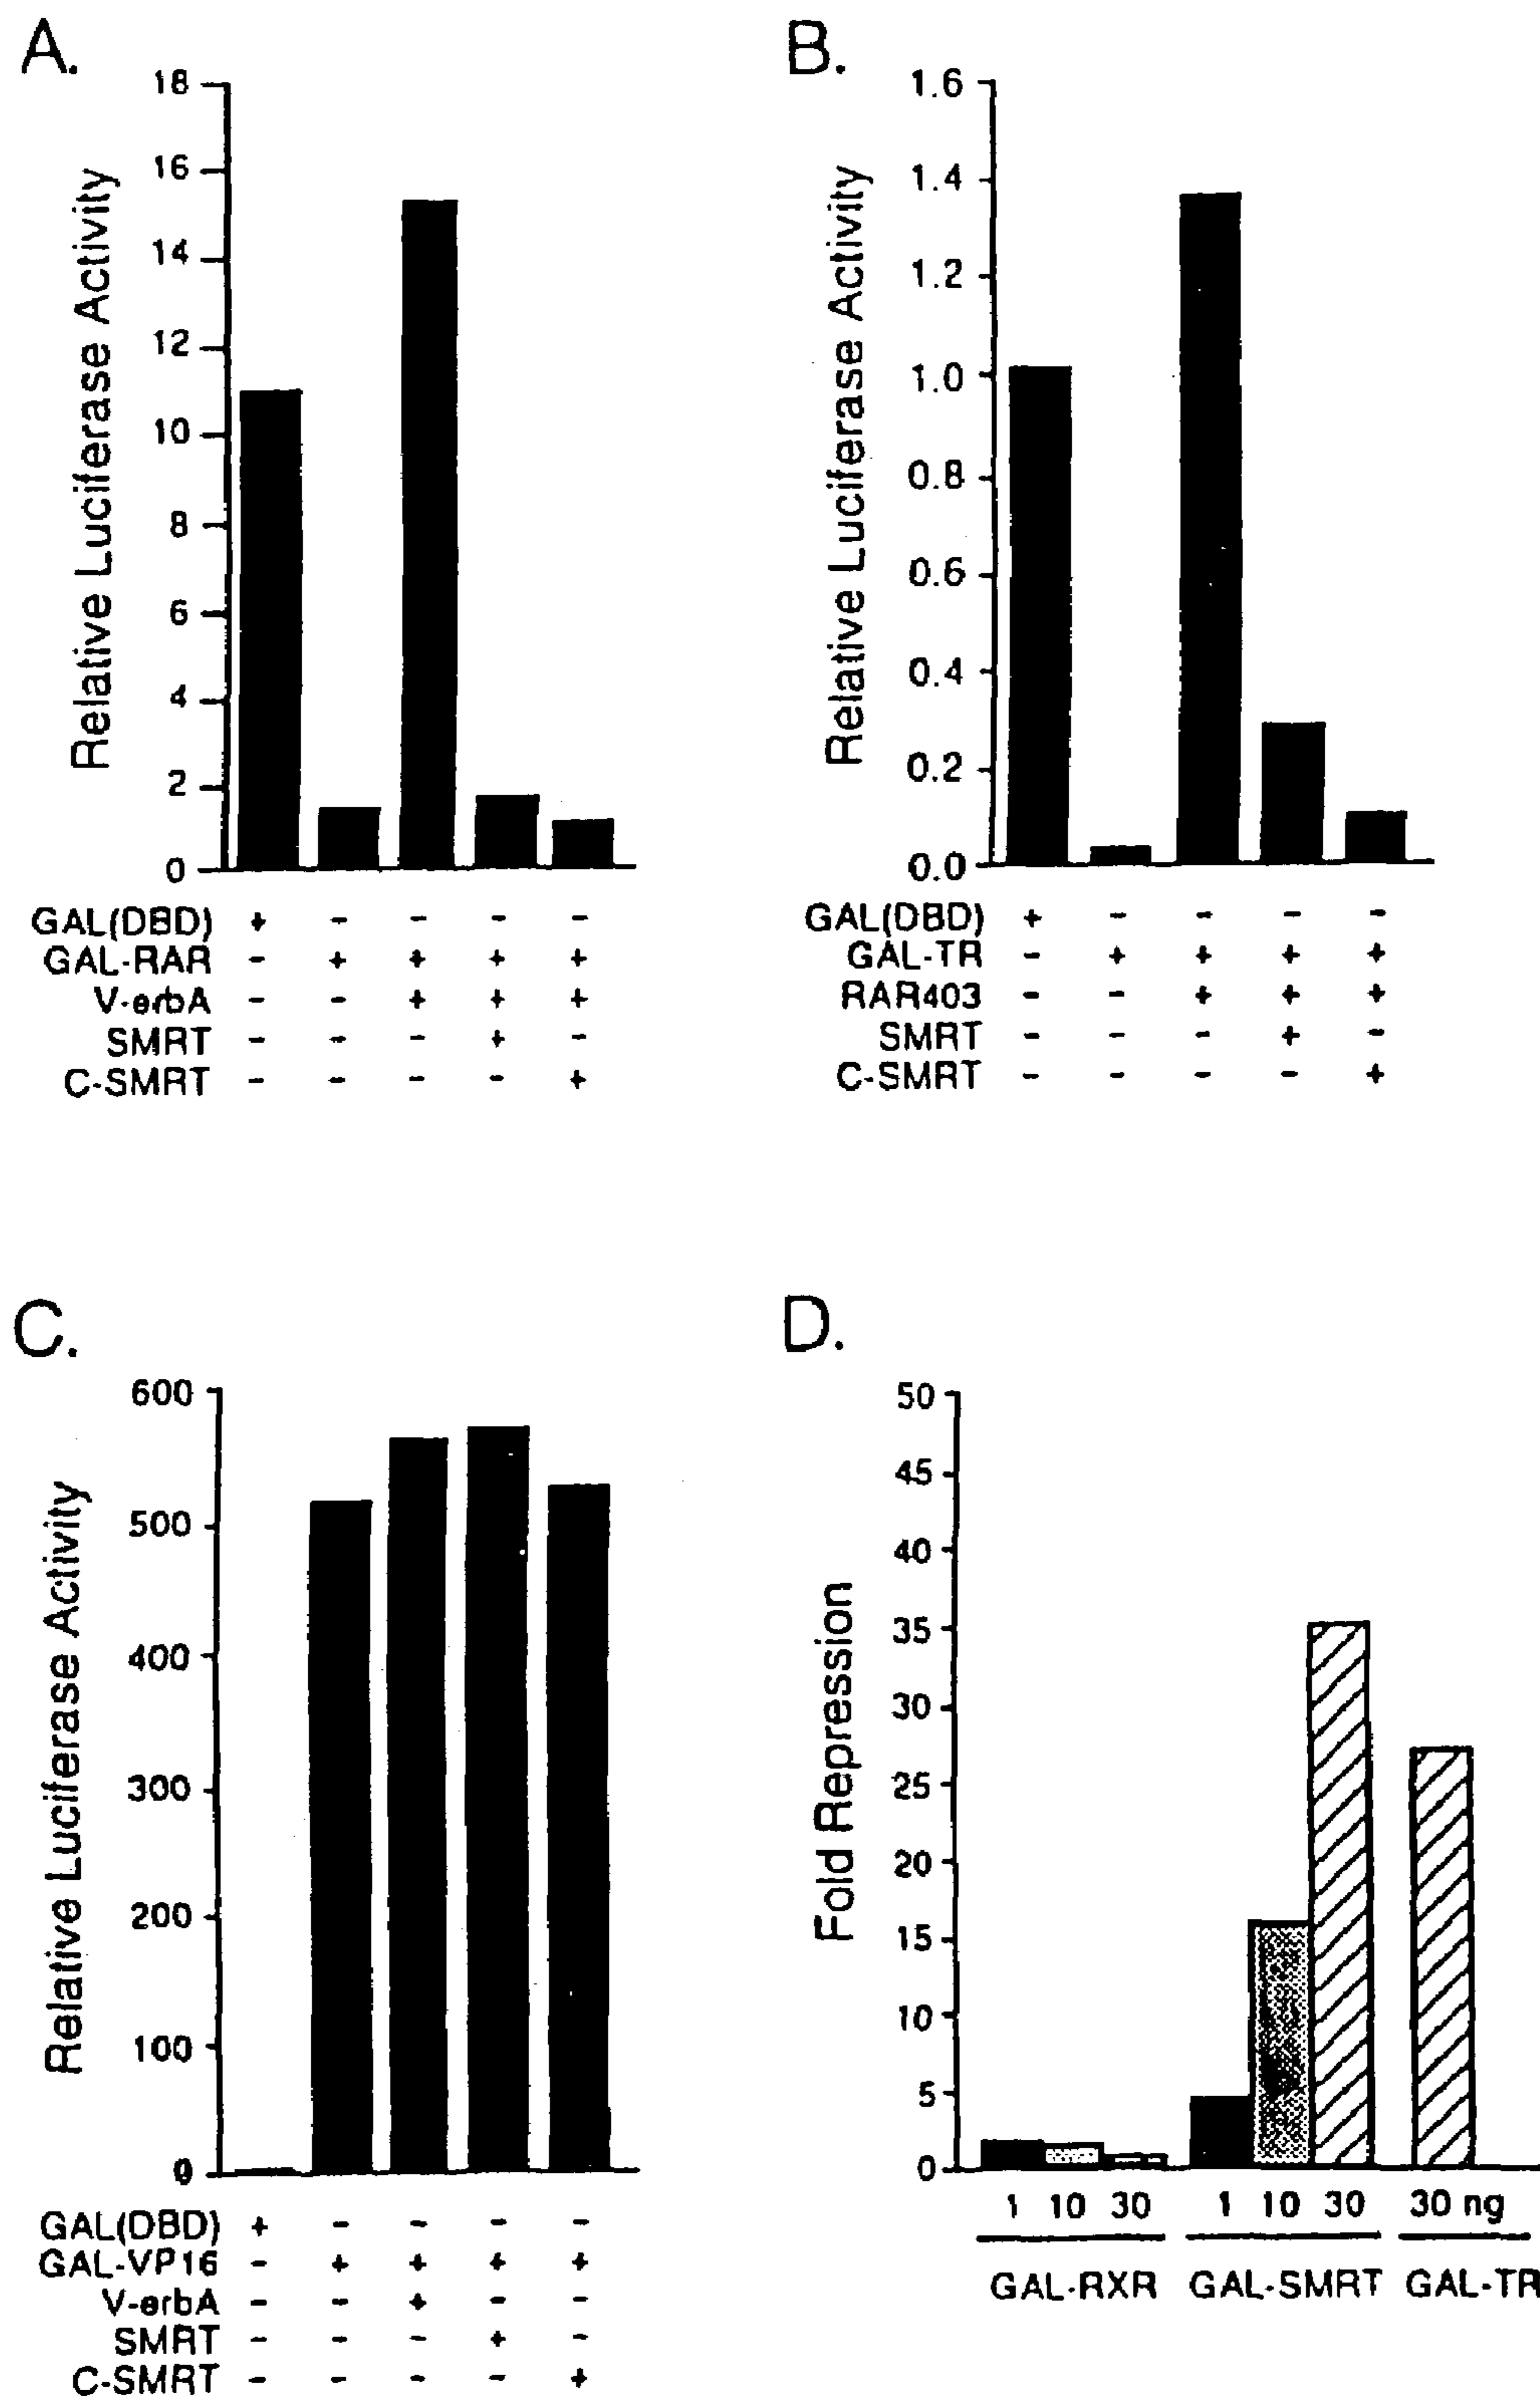 A.
Relative Luciferase Activity
18
16
14
12
10
8
6
4
2
0
GAL(DBD) + - - - -
GAL-RAR - + + + +
V-erbA - - + + +
SMRT - - - + -
C-SMRT - - - - +
B.
Relative Luciferase Activity
1.6
1.4
1.2
1.0
0.8
0.6
0.4
0.2
0.0
GAL(DBD) + - - - -
GAL-TR - + + + +
RAR403 - - + + +
SMRT - - - + -
C-SMRT - - - - +
C.
Relative Luciferase Activity
600
500
400
300
200
100
0
GAL(DBD) + - - - -
GAL-VP16 - + + + +
V-erbA - - + - -
SMRT - - - + -
C-SMRT - - - - +
D.
Fold Repression
50
45
40
35
30
25
20
15
10
5
0
1 10 30 1 10 30 30 ng
GAL-RXR GAL-SMRT GAL-TR